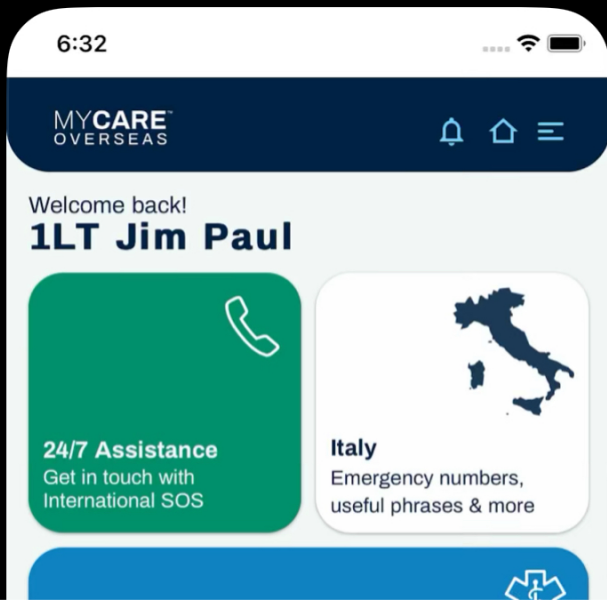 6:32
MYCARE™
OVERSEAS
Welcome back!
1LT Jim Paul
24/7 Assistance
Get in touch with
International SOS
Italy
Emergency numbers,
useful phrases & more